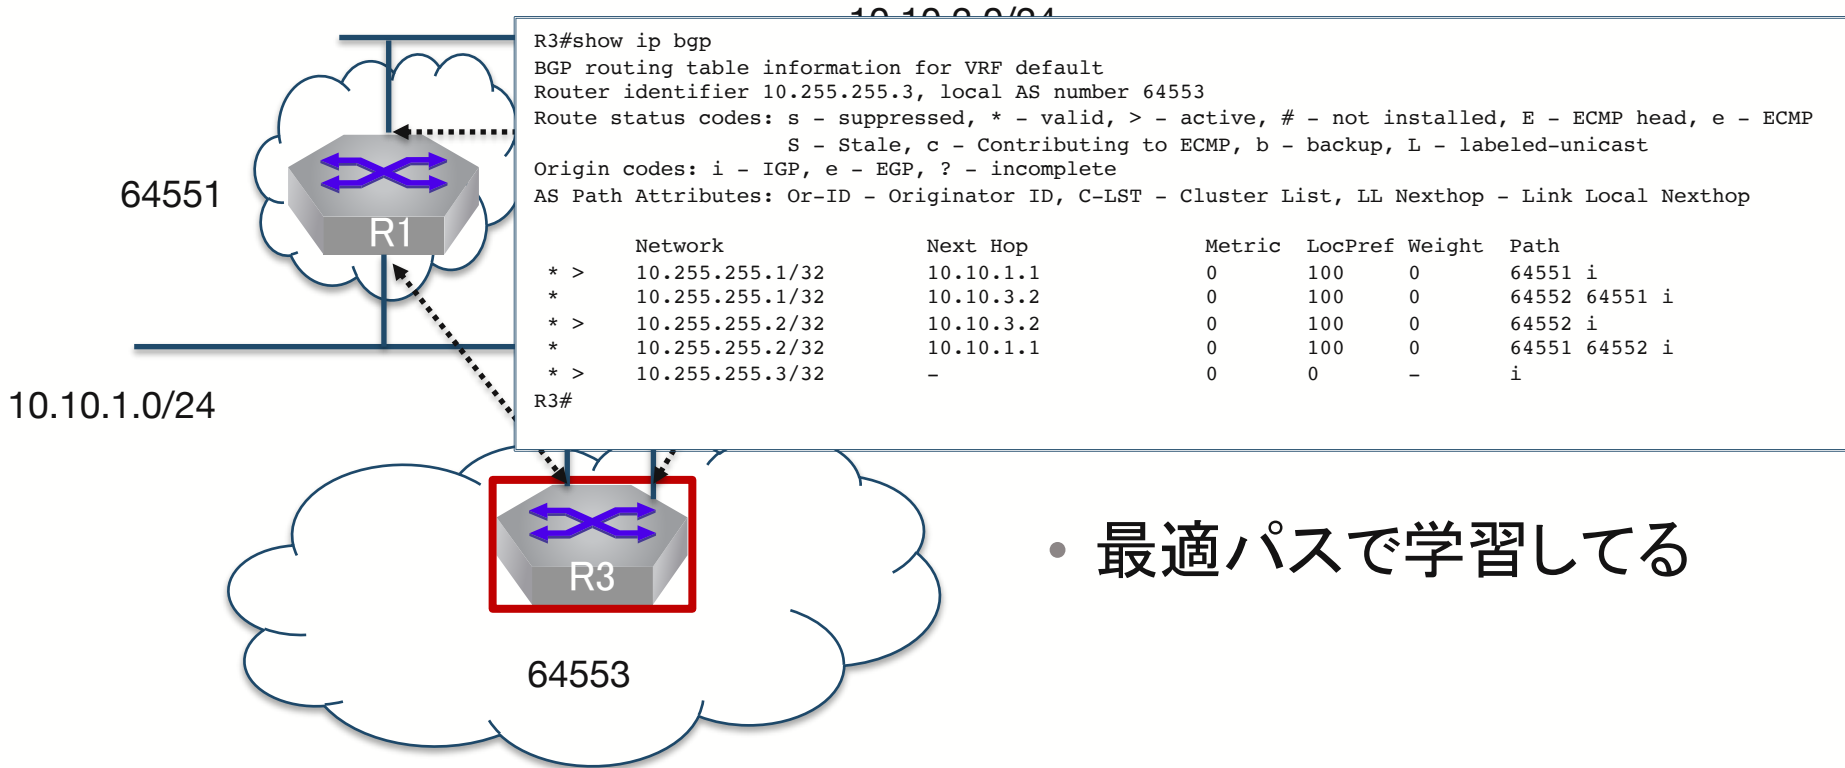 R3#show ip bgp
BGP routing table information for VRF default
Router identifier 10.255.255.3, local AS number 64553
Route status codes: s - suppressed, * - valid, > - active, # - not installed, E - ECMP head, e - ECMP
S - Stale, c - Contributing to ECMP, b - backup, L - labeled-unicast
Origin codes: i - IGP, e - EGP, ? - incomplete
AS Path Attributes: Or-ID - Originator ID, C-LST - Cluster List, LL Nexthop - Link Local Nexthop
Network Next Hop Metric LocPref Weight Path
* > 10.255.255.1/32 10.10.1.1 0 100 0 64551 i
* 10.255.255.1/32 10.10.3.2 0 100 0 64552 64551 i
* > 10.255.255.2/32 10.10.3.2 0 100 0 64552 i
* 10.255.255.2/32 10.10.1.1 0 100 0 64551 64552 i
* > 10.255.255.3/32 - 0 0 - i
R3#
64551
R1
10.10.1.0/24
R3
64553
• 最適パスで学習してる